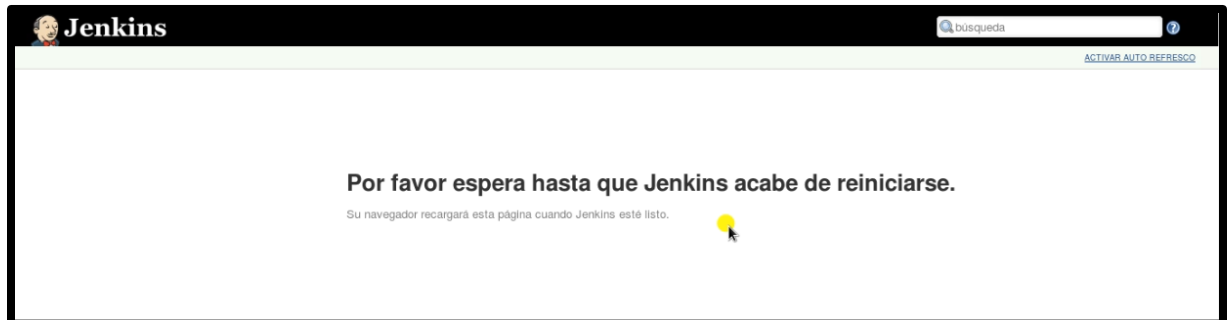 Jenkins
búsqueda
ACTIVAR AUTO REFRESCO
Por favor espera hasta que Jenkins acabe de reiniciarse.
Su navegador recargará esta página cuando Jenkins esté listo.